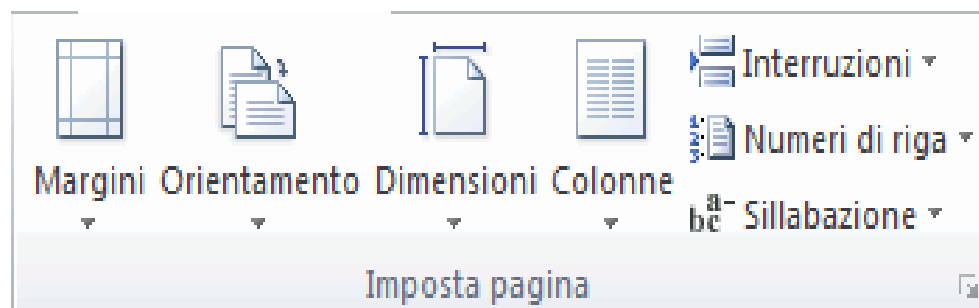 Margini Orientamento Dimensioni Colonne
Interruzioni
Numeri di riga
Sillabazione
Imposta pagina